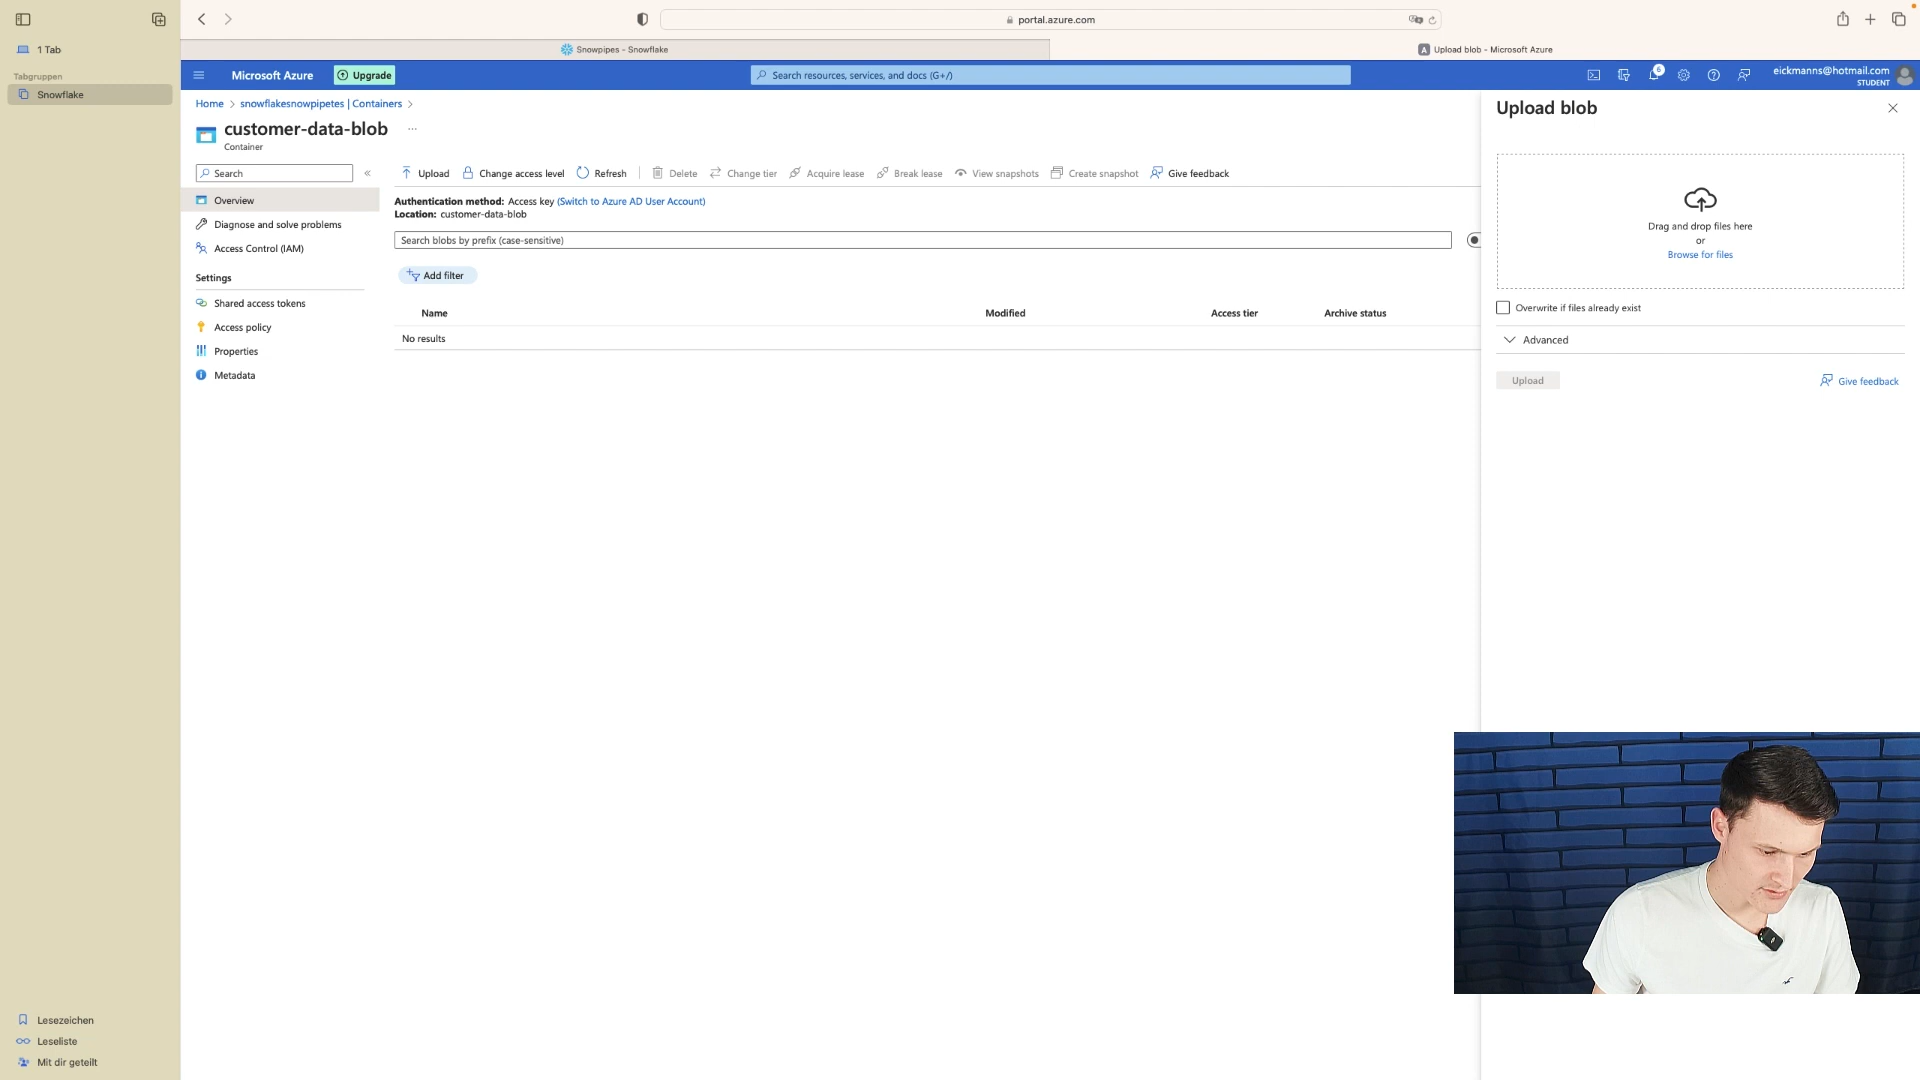 1 Tab
Tabgruppen
Snowflake
Lesezeichen
Leseliste
Mit dir geteilt
portal.azure.com
Snowpipes - Snowflake
Upload blob - Microsoft Azure
Microsoft Azure
Upgrade
Search resources, services, and docs (G+/)
6
eickmanns@hotmail.com
STUDENT
Home > snowflakesnowpipetes | Containers >
customer-data-blob ...
Container
Search
Overview
Diagnose and solve problems
Access Control (IAM)
Settings
Shared access tokens
Access policy
Properties
Metadata
Upload Change access level Refresh Delete Change tier Acquire lease Break lease View snapshots Create snapshot Give feedback
Authentication method: Access key (Switch to Azure AD User Account)
Location: customer-data-blob
Search blobs by prefix (case-sensitive)
Add filter
Name Modified Access tier Archive status
No results
Upload blob
Drag and drop files here
or
Browse for files
Overwrite if files already exist
Advanced
Upload
Give feedback